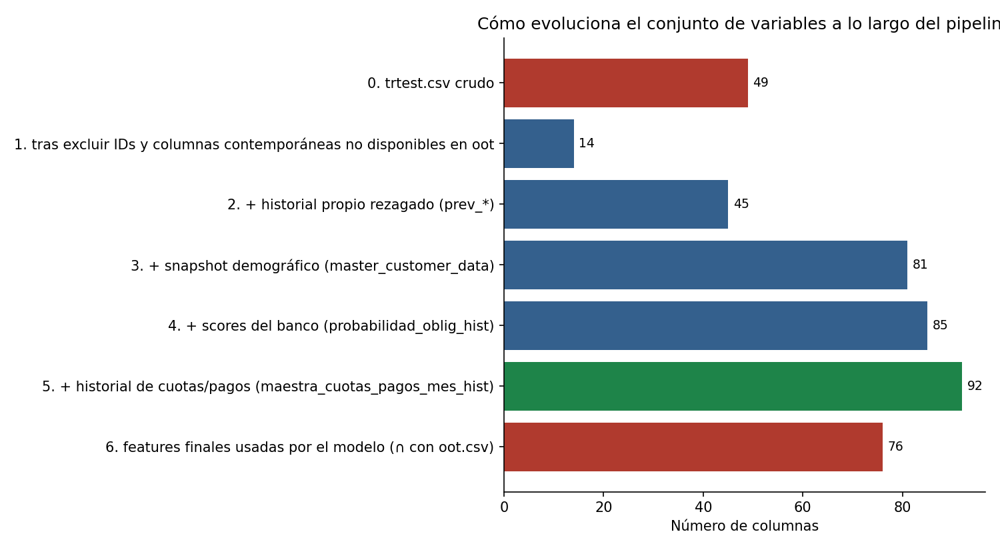 Cómo evoluciona el conjunto de variables a lo largo del pipelin
0. trtest.csv crudo
49
1. tras excluir IDs y columnas contemporáneas no disponibles en oot
14
2. + historial propio rezagado (prev_*)
45
3. + snapshot demográfico (master_customer_data)
81
4. + scores del banco (probabilidad_oblig_hist)
85
5. + historial de cuotas/pagos (maestra_cuotas_pagos_mes_hist)
92
6. features finales usadas por el modelo (∩ con oot.csv)
76
0 20 40 60 80
Número de columnas